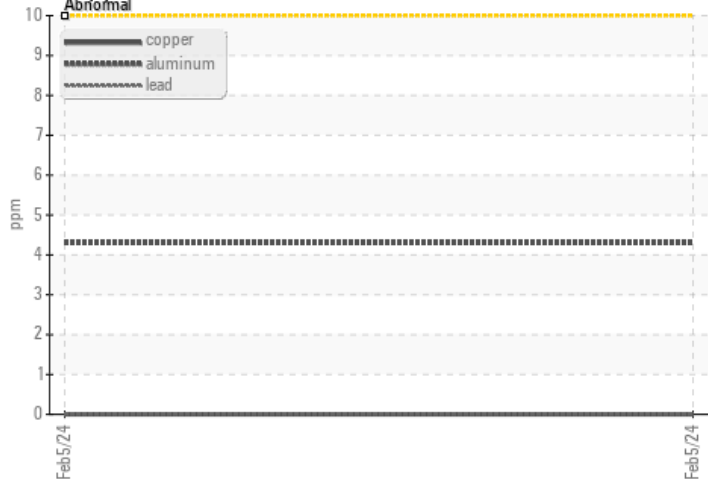 Abnormal
10
9
8
7
6
5
4
3
2
1
0
ppm
copper
aluminum
lead
Feb5/24
Feb5/24